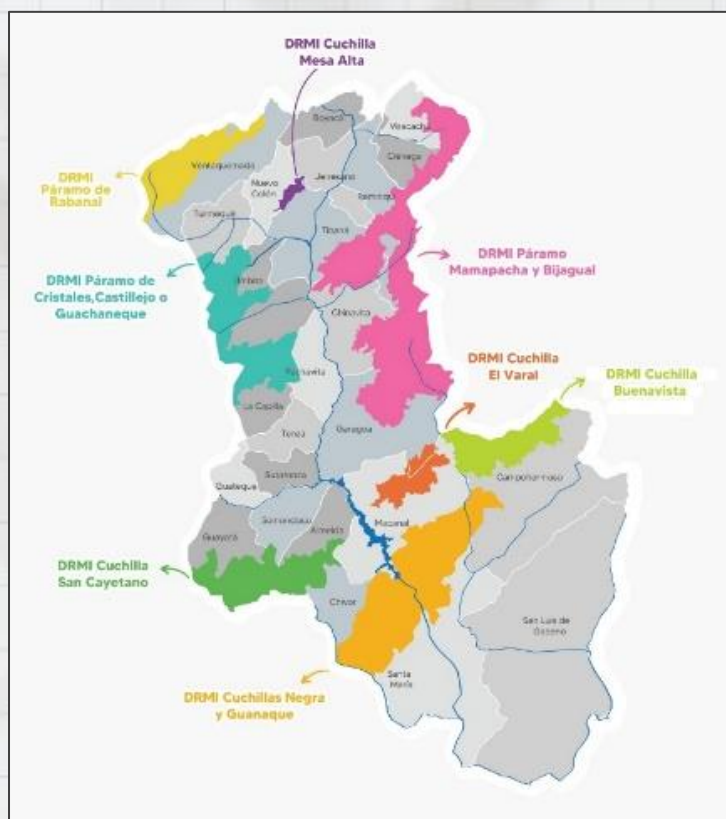 DRMI Cuchilla
Mesa Alta
Boyacá
Viracachá
Ciénega
Ventaquemada
DRMI
Páramo de
Rabanal
Nuevo
Colón
Jenesano
Ramiriquí
Turmequé
Tibaná
DRMI Páramo
Mamapacha y Bijagual
DRMI Páramo de
Cristales,Castillejo o
Guachaneque
Úmbita
Chinavita
DRMI Cuchilla
El Varal
DRMI Cuchilla
Buenavista
Pachavita
La Capilla
Garagoa
Tenza
Sutatenza
Campohermoso
Guateque
Somondoco
Almeida
Macanal
Guayatá
DRMI Cuchilla
San Cayetano
Chivor
San Luis de
Gaceno
Santa
María
DRMI Cuchillas Negra
y Guanaque